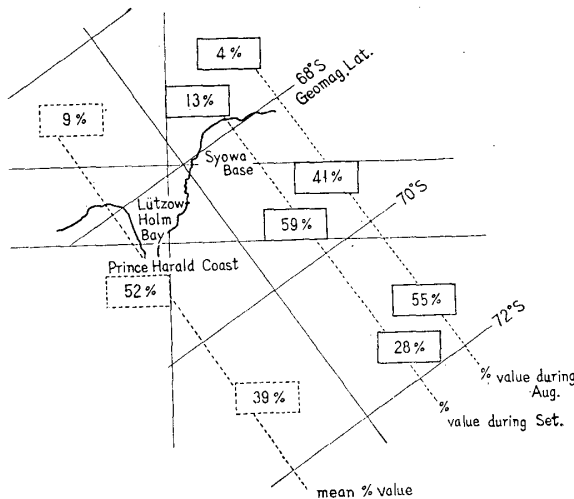 4%
68°S
Geomag. Lat.
13%
9%
Syowa
Base
41%
Lützow
Holm
Bay
59%
70°S
Prince Harald Coast
52%
55%
72°S
28%
% value during
Aug.
39%
%
value during Set.
mean % value